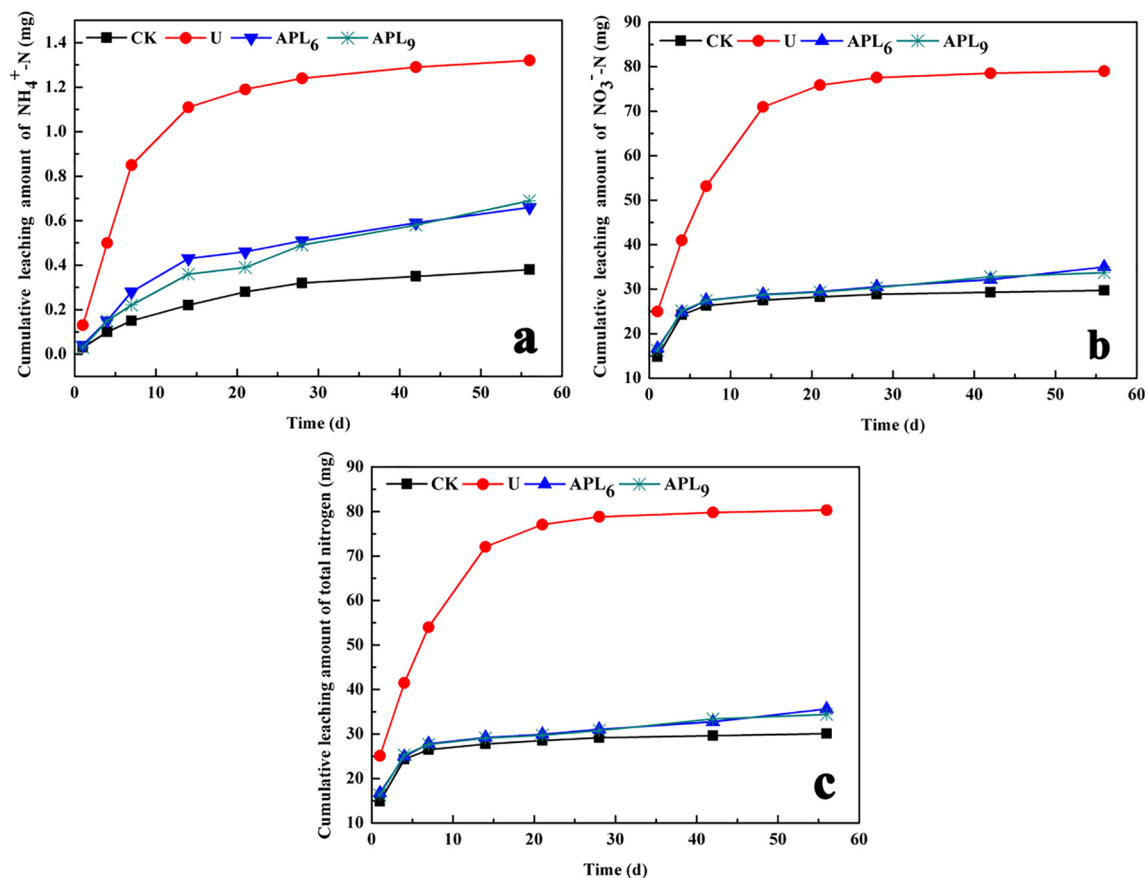 Cumulative leaching amount of NH₄⁺-N (mg)
CK U APL₆ APL₉
1.4
1.2
1.0
0.8
0.6
0.4
0.2
0.0
0 10 20 30 40 50 60
Time (d)
a
Cumulative leaching amount of NO₃⁻-N (mg)
CK U APL₆ APL₉
90
80
70
60
50
40
30
20
10
0 10 20 30 40 50 60
Time (d)
b
Cumulative leaching amount of total nitrogen (mg)
CK U APL₆ APL₉
90
80
70
60
50
40
30
20
10
0 10 20 30 40 50 60
Time (d)
c